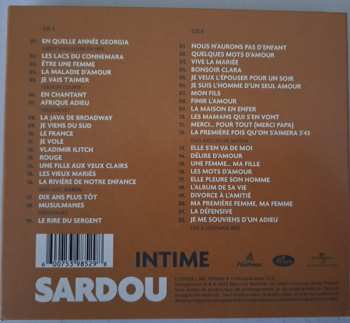 CD 1
EN QUELLE ANNÉE GEORGIA
LES LACS DU CONNEMARA
ÊTRE UNE FEMME
LA MALADIE D'AMOUR
JE VAIS T'AIMER
EN CHANTANT
AFRIQUE ADIEU
LA JAVA DE BROADWAY
JE VIENS DU SUD
LE FRANCE
JE VOLE
VLADIMIR ILITCH
ROUGE
UNE FILLE AUX YEUX CLAIRS
LES VIEUX MARIÉS
LA RIVIÈRE DE NOTRE ENFANCE
DIX ANS PLUS TÔT
MUSULMANES
LE RIRE DU SERGENT
CD 2
NOUS N'AURONS PAS D'ENFANT
QUELQUES MOTS D'AMOUR
VIVE LA MARIÉE
BONSOIR CLARA
JE VEUX L'ÉPOUSER POUR UN SOIR
JE SUIS L'HOMME D'UN SEUL AMOUR
MON FILS
FINIR L'AMOUR
LA MAISON EN ENFER
LES MAMANS QUI S'EN VONT
MERCI... POUR TOUT (MERCI PAPA)
LA PREMIÈRE FOIS QU'ON S'AIMERA
ELLE S'EN VA DE MOI
DÉLIRE D'AMOUR
UNE FEMME... MA FILLE
LES MOTS D'AMOUR
ELLE PLEURE SON HOMME
L'ALBUM DE SA VIE
DIVORCE À L'AMITIÉ
MA PREMIÈRE FEMME, MA FEMME
LA DÉFENSIVE
JE ME SOUVIENS D'UN ADIEU
INTIME
SARDOU